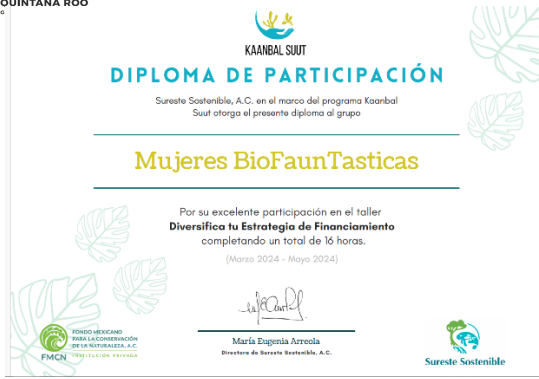 QUINTANA ROO
KAANBAL SUUT
DIPLOMA DE PARTICIPACIÓN
Sureste Sostenible, A.C. en el marco del programa Kaanbal
Suut otorga el presente diploma al grupo
Mujeres BioFaunTasticas
Por su excelente participación en el taller
Diversifica tu Estrategia de Financiamiento
completando un total de 16 horas.
(Marzo 2024 - Mayo 2024)
María Eugenia Arreola
Directora de Sureste Sostenible, A.C.
FONDO MEXICANO
PARA LA CONSERVACIÓN
DE LA NATURALEZA, A.C.
INSTITUCIÓN PRIVADA
FMCN
Sureste Sostenible